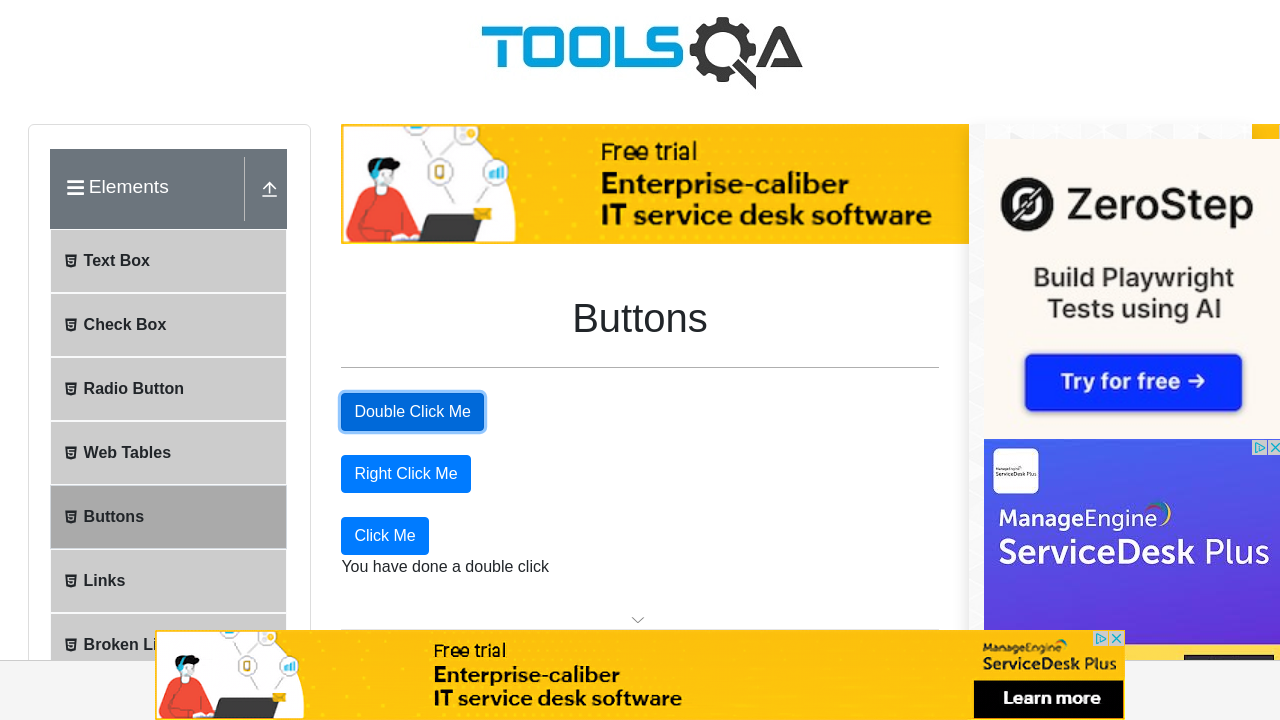 TOOLSQA
Elements
Text Box
Check Box
Radio Button
Web Tables
Buttons
Links
Broken Li
Free trial
Enterprise-caliber
IT service desk software
Buttons
Double Click Me
Right Click Me
Click Me
You have done a double click
ZeroStep
Build Playwright
Tests using AI
Try for free →
ManageEngine
ServiceDesk Plus
Free trial
Enterprise-caliber
IT service desk software
ManageEngine
ServiceDesk Plus
Learn more